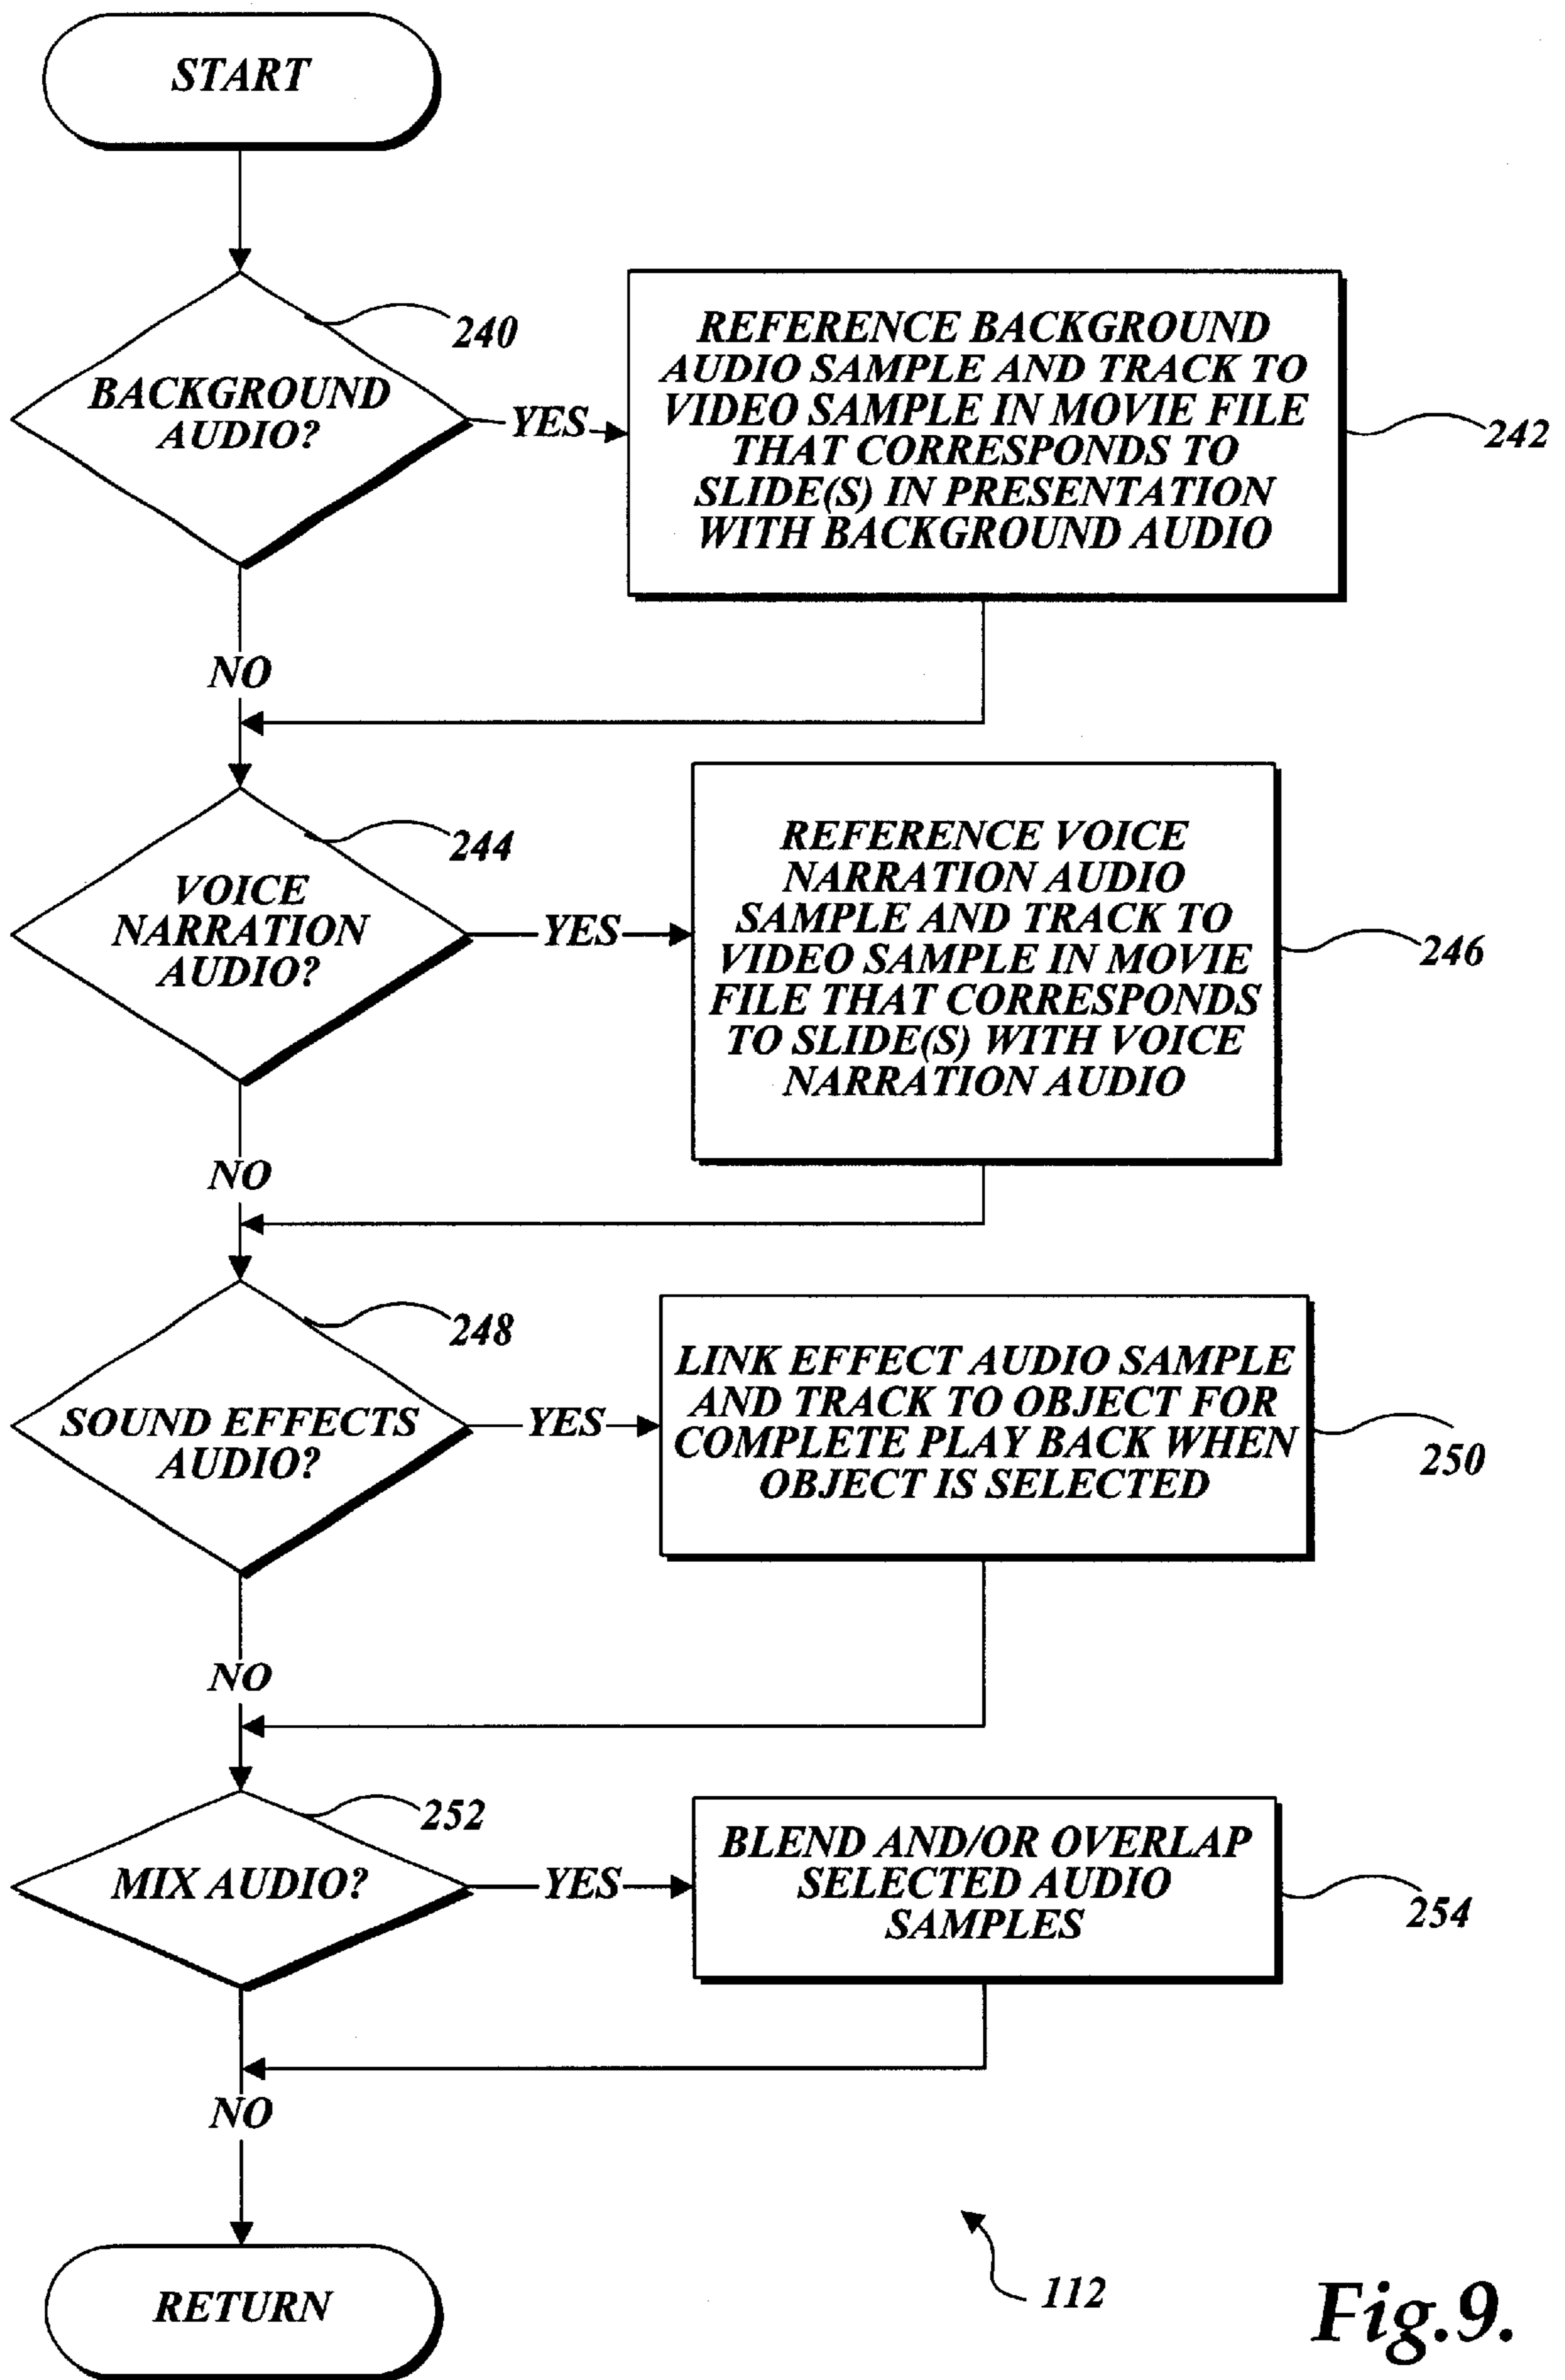 START
240
BACKGROUND
AUDIO?
YES
REFERENCE BACKGROUND
AUDIO SAMPLE AND TRACK TO
VIDEO SAMPLE IN MOVIE FILE
THAT CORRESPONDS TO
SLIDE(S) IN PRESENTATION
WITH BACKGROUND AUDIO
242
NO
244
VOICE
NARRATION
AUDIO?
YES
REFERENCE VOICE
NARRATION AUDIO
SAMPLE AND TRACK TO
VIDEO SAMPLE IN MOVIE
FILE THAT CORRESPONDS
TO SLIDE(S) WITH VOICE
NARRATION AUDIO
246
NO
248
SOUND EFFECTS
AUDIO?
YES
LINK EFFECT AUDIO SAMPLE
AND TRACK TO OBJECT FOR
COMPLETE PLAY BACK WHEN
OBJECT IS SELECTED
250
NO
252
MIX AUDIO?
YES
BLEND AND/OR OVERLAP
SELECTED AUDIO
SAMPLES
254
NO
RETURN
112
Fig.9.